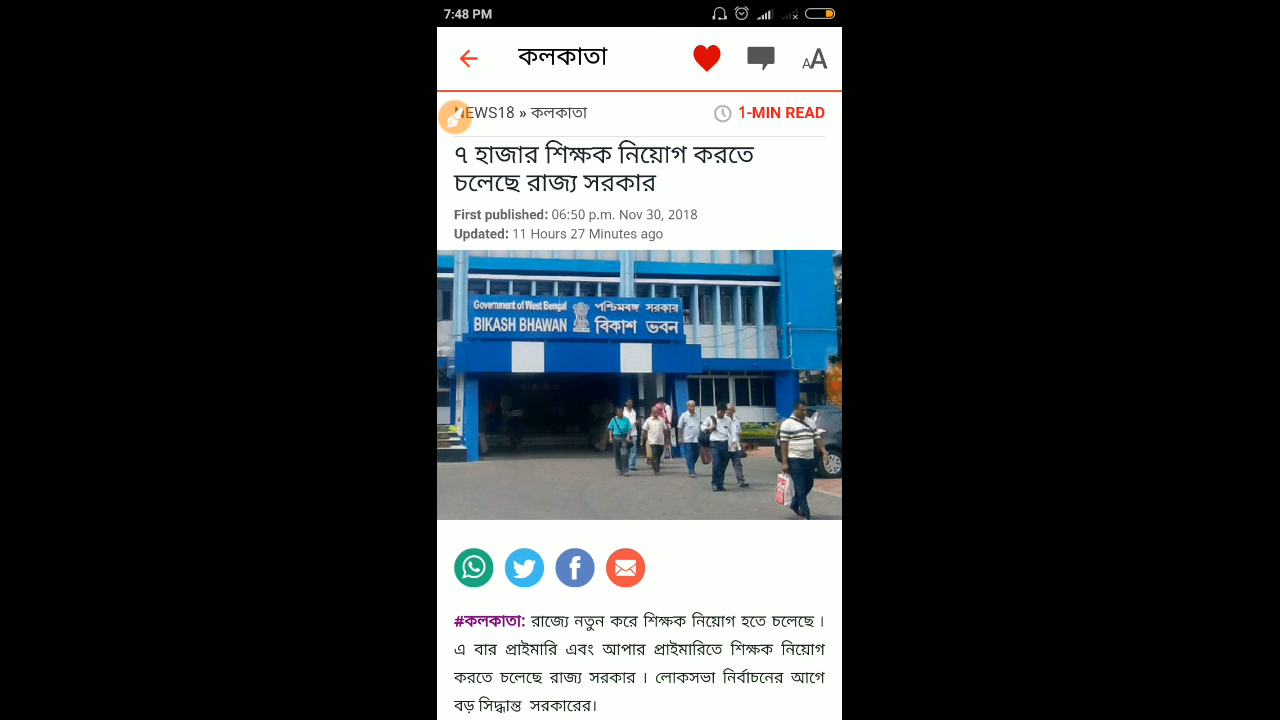 7:48 PM
কলকাতা
AA
NEWS18 » কলকাতা
1-MIN READ
৭ হাজার শিক্ষক নিয়োগ করতে
চলেছে রাজ্য সরকার
First published: 06:50 p.m. Nov 30, 2018
Updated: 11 Hours 27 Minutes ago
Government of West Bengal পশ্চিমবঙ্গ সরকার
BIKASH BHAWAN বিকাশ ভবন
#কলকাতা: রাজ্যে নতুন করে শিক্ষক নিয়োগ হতে চলেছে ।
এ বার প্রাইমারি এবং আপার প্রাইমারিতে শিক্ষক নিয়োগ
করতে চলেছে রাজ্য সরকার । লোকসভা নির্বাচনের আগে
বড় সিদ্ধান্ত সরকারের।